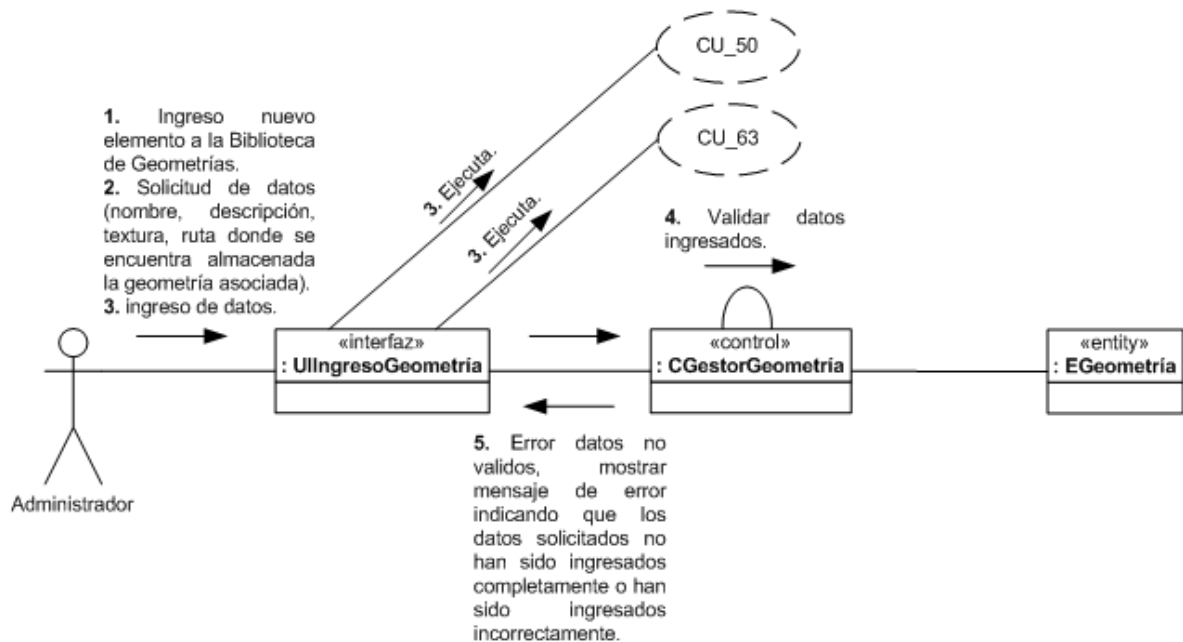 CU_50
CU_63
1. Ingreso nuevo
elemento a la Biblioteca
de Geometrías.
2. Solicitud de datos
(nombre, descripción,
textura, ruta donde se
encuentra almacenada
la geometría asociada).
3. ingreso de datos.
3. Ejecuta.
3. Ejecuta.
4. Validar datos
ingresados.
«interfaz»
: UIIngresoGeometría
«control»
: CGestorGeometría
«entity»
: EGeometría
Administrador
5. Error datos no
validos, mostrar
mensaje de error
indicando que los
datos solicitados no
han sido ingresados
completamente o han
sido ingresados
incorrectamente.